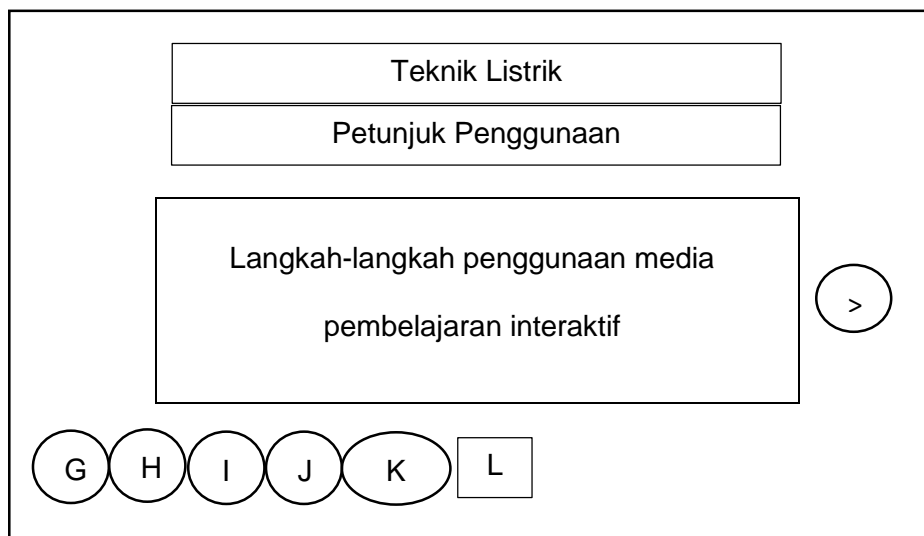 Teknik Listrik
Petunjuk Penggunaan
Langkah-langkah penggunaan media
pembelajaran interaktif
>
G H I J K L